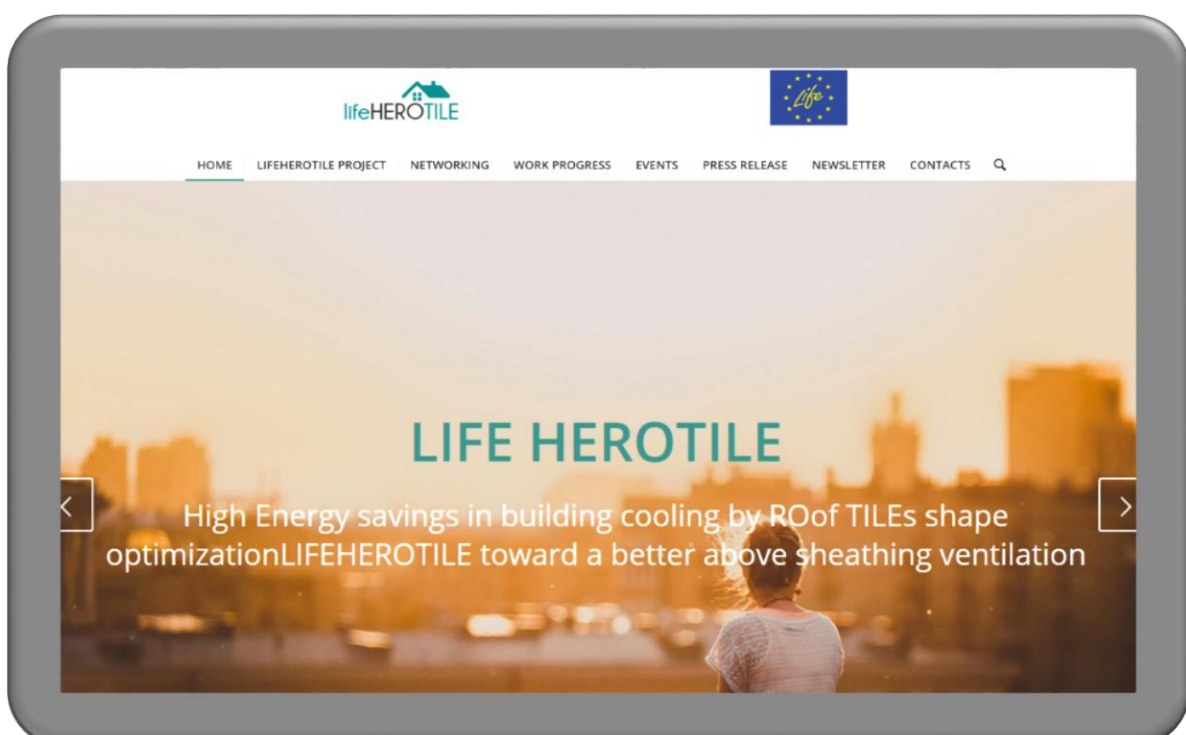 lifeHEROTILE
Life
HOME LIFEHEROTILE PROJECT NETWORKING WORK PROGRESS EVENTS PRESS RELEASE NEWSLETTER CONTACTS
LIFE HEROTILE
High Energy savings in building cooling by ROof TILEs shape
optimizationLIFEHEROTILE toward a better above sheathing ventilation